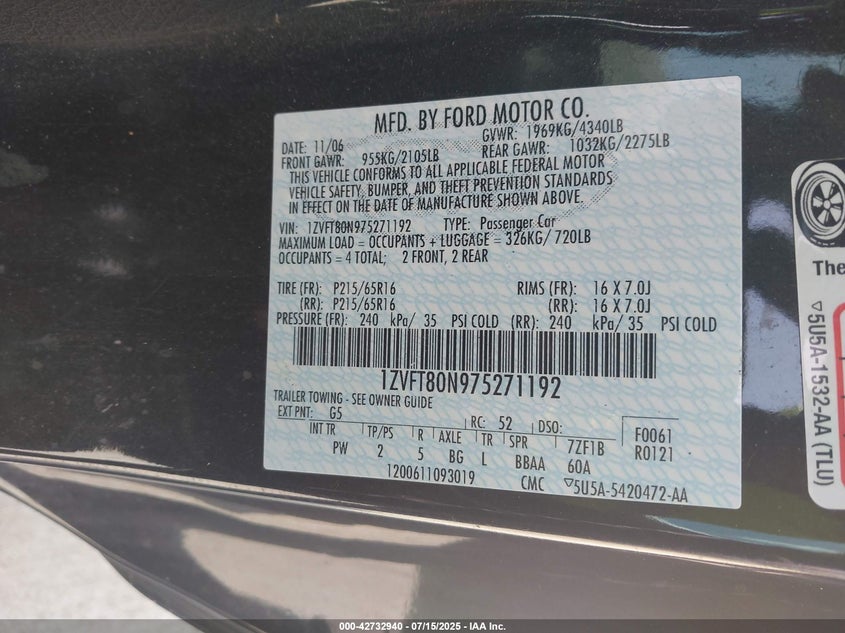 MFD. BY FORD MOTOR CO.
DATE: 11/06 GVWR: 1969KG/4340LB
FRONT GAWR: 955KG/2105LB REAR GAWR: 1032KG/2275LB
THIS VEHICLE CONFORMS TO ALL APPLICABLE FEDERAL MOTOR
VEHICLE SAFETY, BUMPER, AND THEFT PREVENTION STANDARDS
IN EFFECT ON THE DATE OF MANUFACTURE SHOWN ABOVE.
VIN: 1ZVFT80N975271192 TYPE: Passenger Car
MAXIMUM LOAD = OCCUPANTS + LUGGAGE = 326KG/720LB
OCCUPANTS = 4 TOTAL; 2 FRONT, 2 REAR
TIRE (FR): P215/65R16 RIMS (FR): 16 X 7.0J
(RR): P215/65R16 (RR): 16 X 7.0J
PRESSURE (FR): 240 kPa/ 35 PSI COLD (RR): 240 kPa/ 35 PSI COLD
1ZVFT80N975271192
TRAILER TOWING - SEE OWNER GUIDE
EXT PNT: G5 RC: 52 DSO: F0061
INT TR TP/PS R AXLE TR SPR 7ZF1B R0121
PW 2 5 BG L BBAA 60A
1200611093019 CMC ▽5U5A-5420472-AA
The
▽5U5A-1532-AA (TLU)
000-42732940 - 07/15/2025 - IAA Inc.